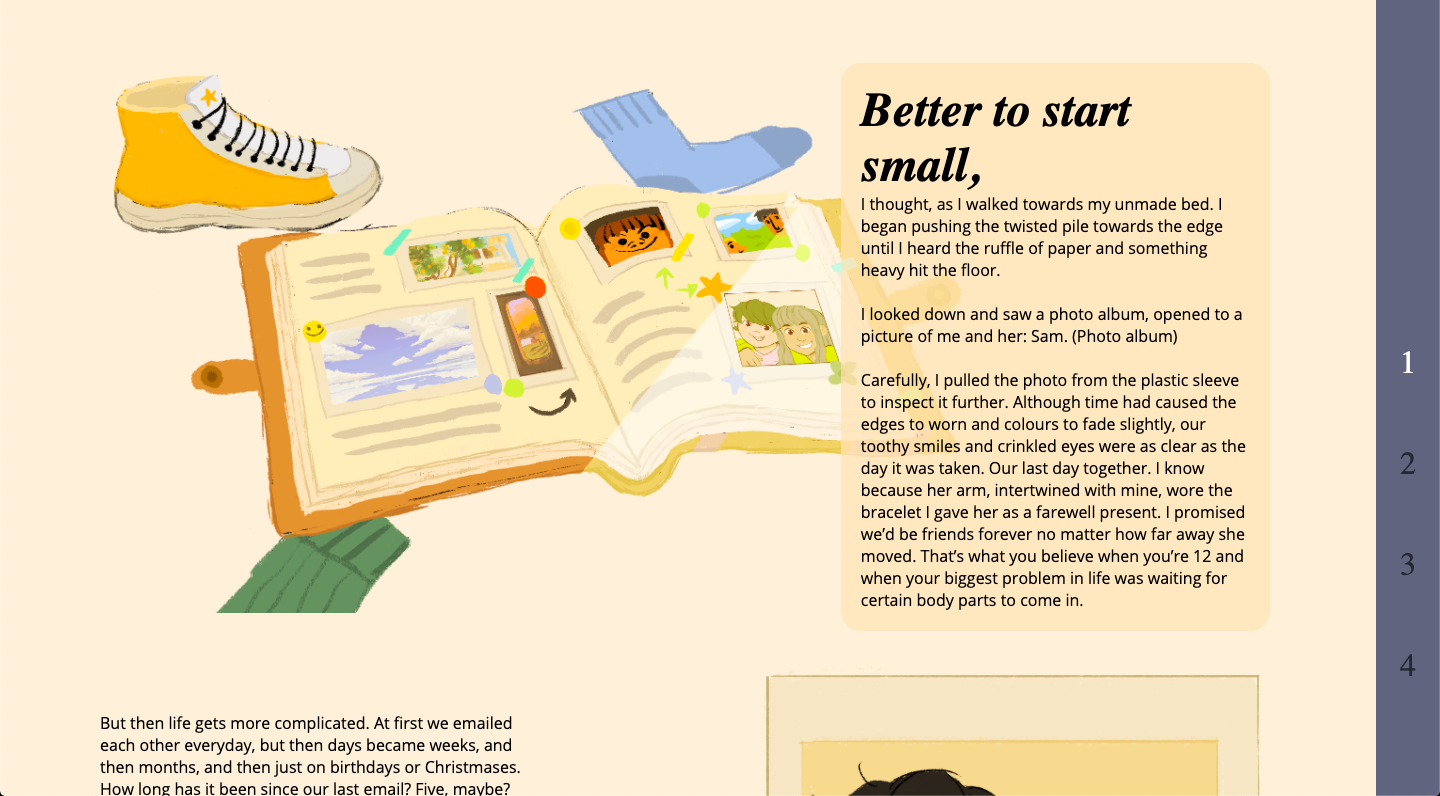 Better to start
small,
I thought, as I walked towards my unmade bed. I
began pushing the twisted pile towards the edge
until I heard the ruffle of paper and something
heavy hit the floor.
I looked down and saw a photo album, opened to a
picture of me and her: Sam. (Photo album)
Carefully, I pulled the photo from the plastic sleeve
to inspect it further. Although time had caused the
edges to worn and colours to fade slightly, our
toothy smiles and crinkled eyes were as clear as the
day it was taken. Our last day together. I know
because her arm, intertwined with mine, wore the
bracelet I gave her as a farewell present. I promised
we’d be friends forever no matter how far away she
moved. That’s what you believe when you’re 12 and
when your biggest problem in life was waiting for
certain body parts to come in.
But then life gets more complicated. At first we emailed
each other everyday, but then days became weeks, and
then months, and then just on birthdays or Christmases.
How long has it been since our last email? Five, maybe?
1
2
3
4